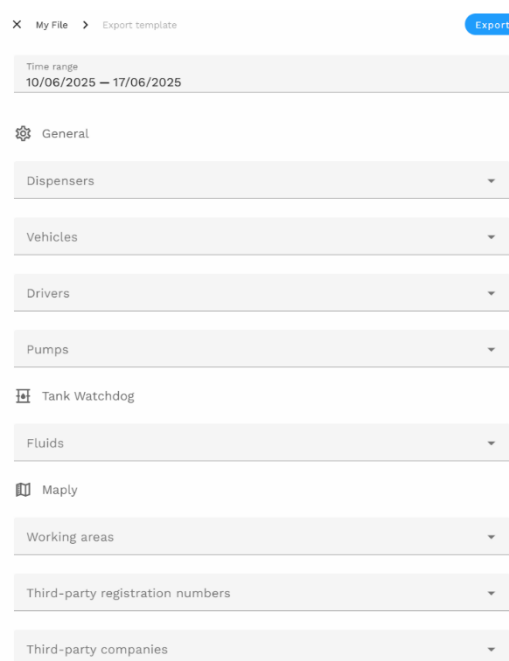 My File > Export template
Export
Time range
10/06/2025 — 17/06/2025
General
Dispensers
Vehicles
Drivers
Pumps
Tank Watchdog
Fluids
Maply
Working areas
Third-party registration numbers
Third-party companies